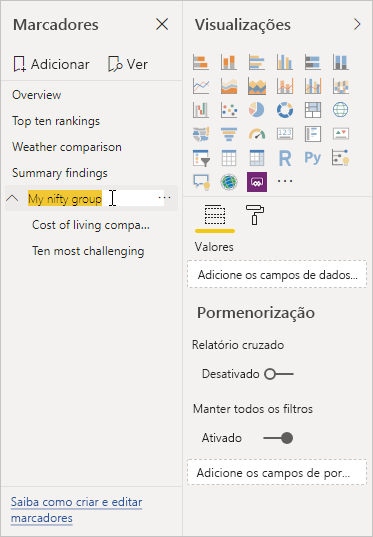 Marcadores
Adicionar
Ver
Overview
Top ten rankings
Weather comparison
Summary findings
My nifty group
Cost of living compa...
Ten most challenging
Saiba como criar e editar
marcadores
Visualizações
123
R
Py
Valores
Adicione os campos de dados...
Pormenorização
Relatório cruzado
Desativado
Manter todos os filtros
Ativado
Adicione os campos de por...